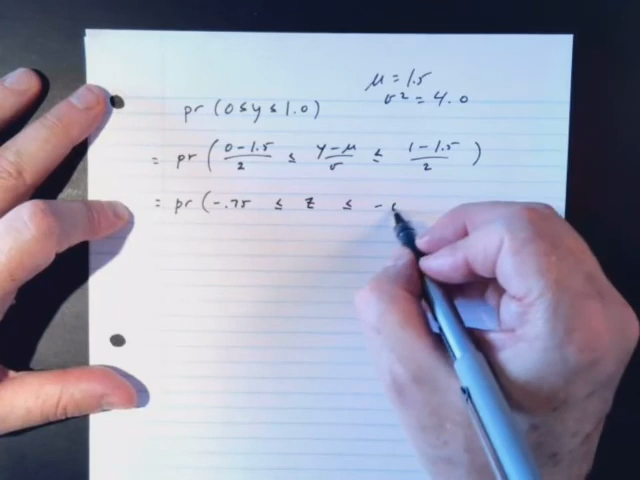 μ = 1.5
σ² = 4.0
pr (0 ≤ y ≤ 1.0)
= pr ( 0 – 1.5 / 2 ≤ y – μ / σ ≤ 1 – 1.5 / 2 )
= pr ( –.75 ≤ z ≤ –